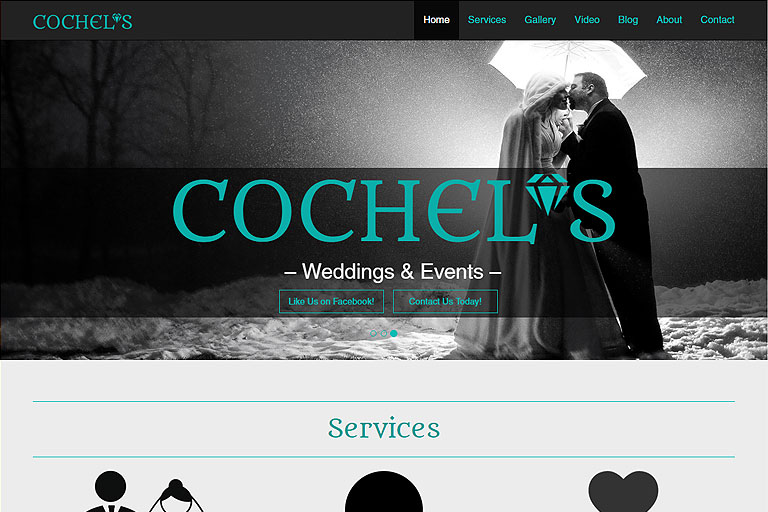 COCHEL'S
Home Services Gallery Video Blog About Contact
COCHEL'S
– Weddings & Events –
Like Us on Facebook! Contact Us Today!
Services